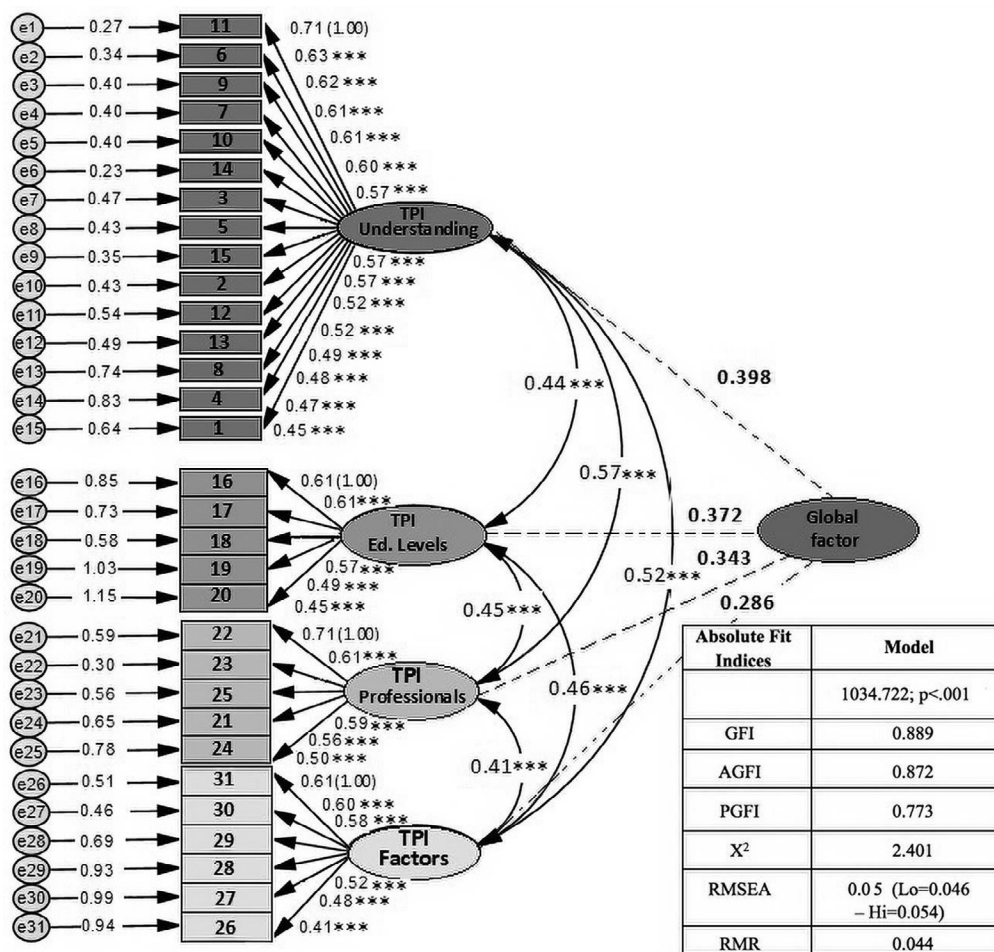 e1 0.27 11 0.71 (1.00)
e2 0.34 6 0.63 ***
e3 0.40 9 0.62 ***
e4 0.40 7 0.61***
e5 0.40 10 0.61 ***
e6 0.23 14 0.60 ***
e7 0.47 3 0.57 ***
TPI
Understanding
e8 0.43 5
e9 0.35 15 0.57 ***
e10 0.43 2 0.57 ***
e11 0.54 12 0.52 ***
e12 0.49 13 0.52 ***
e13 0.74 8 0.49 ***
e14 0.83 4 0.48 ***
0.47 ***
e15 0.64 1 0.45 ***
0.398
0.44 ***
0.57 ***
0.52 ***
e16 0.85 16 0.61 (1.00)
e17 0.73 17 0.61 ***
TPI
Ed. Levels
e18 0.58 18
e19 1.03 19 0.57 ***
0.49 ***
e20 1.15 20 0.45 ***
0.372
0.343
0.286
Global
factor
0.45 ***
0.46 ***
0.41 ***
e21 0.59 22 0.71 (1.00)
e22 0.30 23 0.61 ***
TPI
Professionals
e23 0.56 25
e24 0.65 21 0.59 ***
0.56 ***
e25 0.78 24 0.50 ***
e26 0.51 31 0.61(1.00)
e27 0.46 30 0.60 ***
0.58 ***
TPI
Factors
e28 0.69 29
e29 0.93 28 0.52 ***
e30 0.99 27 0.48 ***
e31 0.94 26 0.41 ***
Absolute Fit Indices Model
1034.722; p<.001
GFI 0.889
AGFI 0.872
PGFI 0.773
X² 2.401
RMSEA 0.0 5 (Lo=0.046
– Hi=0.054)
RMR 0.044